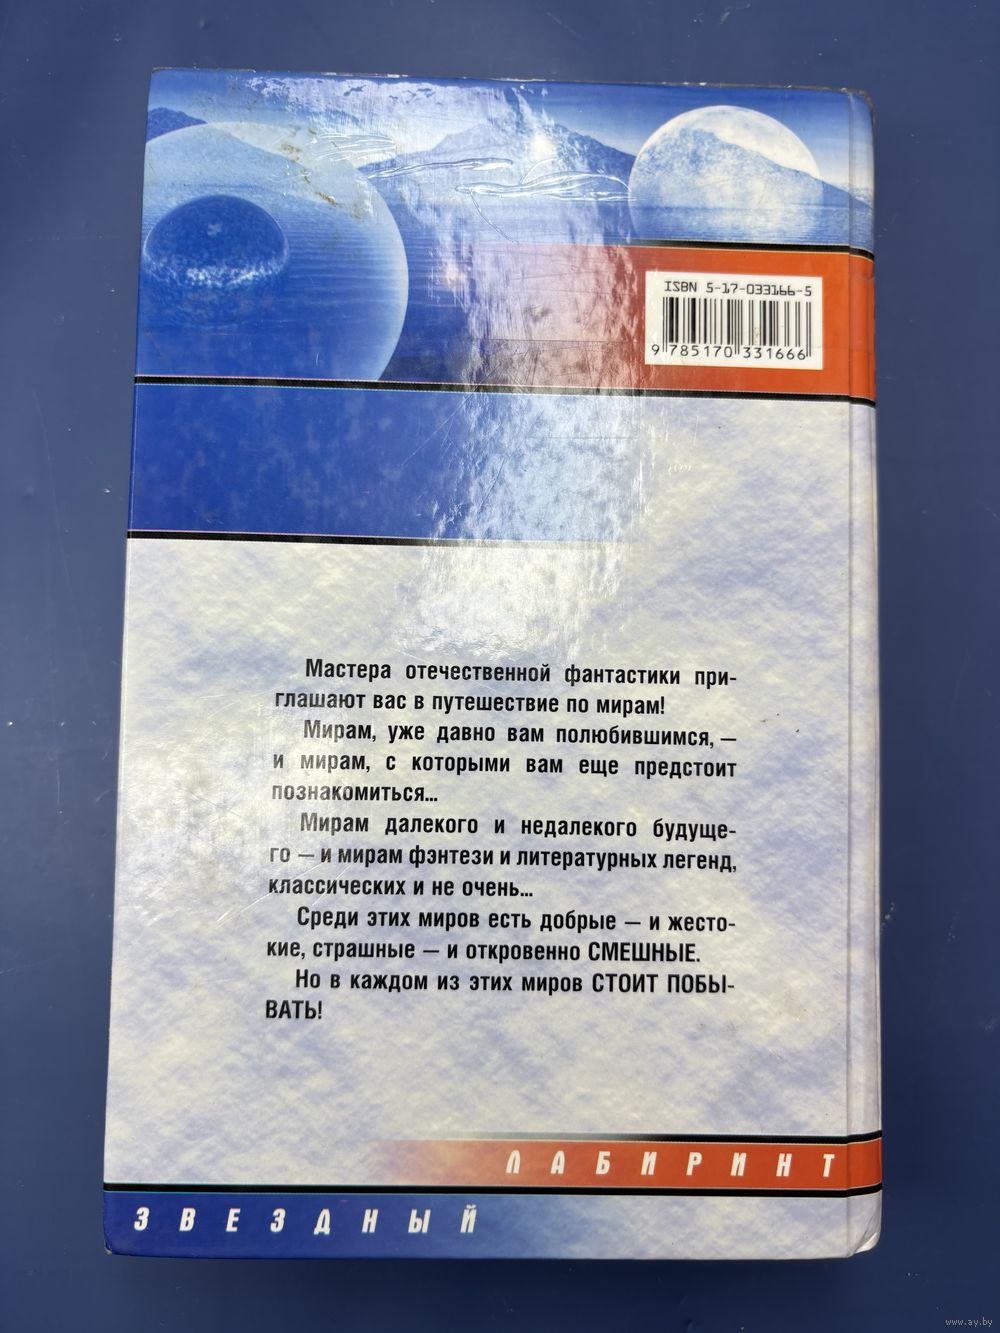 ISBN 5-17-033166-5
9 785170 331666
Мастера отечественной фантастики при-
глашают вас в путешествие по мирам!
Мирам, уже давно вам полюбившимся, —
и мирам, с которыми вам еще предстоит
познакомиться...
Мирам далекого и недалекого будуще-
го — и мирам фэнтези и литературных легенд,
классических и не очень...
Среди этих миров есть добрые — и жесто-
кие, страшные — и откровенно СМЕШНЫЕ.
Но в каждом из этих миров СТОИТ ПОБЫ-
ВАТЬ!
ЛАБИРИНТ
ЗВЕЗДНЫЙ
www.ay.by